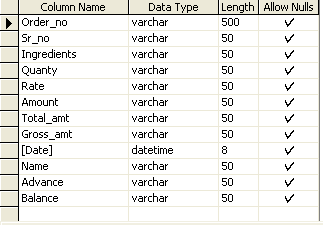 Column Name Data Type Length Allow Nulls
Order_no varchar 500
Sr_no varchar 50
Ingredients varchar 50
Quanty varchar 50
Rate varchar 50
Amount varchar 50
Total_amt varchar 50
Gross_amt varchar 50
[Date] datetime 8
Name varchar 50
Advance varchar 50
Balance varchar 50